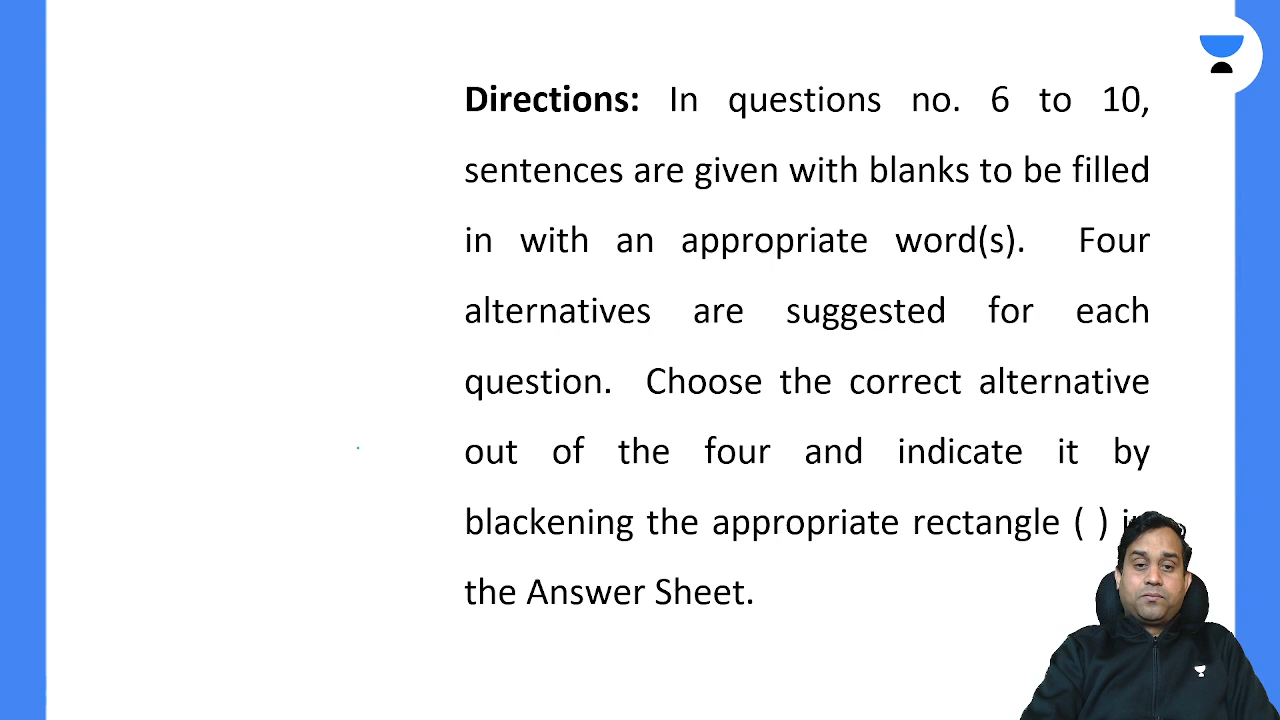 Directions: In questions no. 6 to 10,
sentences are given with blanks to be filled
in with an appropriate word(s). Four
alternatives are suggested for each
question. Choose the correct alternative
out of the four and indicate it by
blackening the appropriate rectangle ( )
the Answer Sheet.